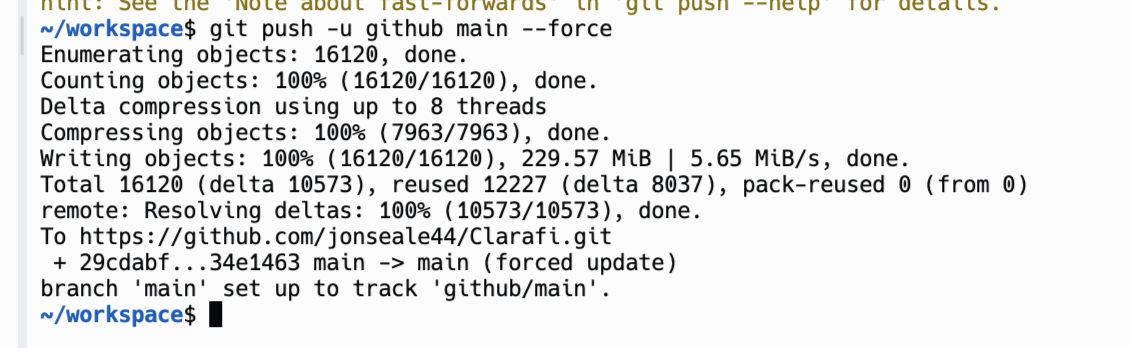 hint: See the 'Note about fast-forwards' in 'git push --help' for details.
~/workspace$ git push -u github main --force
Enumerating objects: 16120, done.
Counting objects: 100% (16120/16120), done.
Delta compression using up to 8 threads
Compressing objects: 100% (7963/7963), done.
Writing objects: 100% (16120/16120), 229.57 MiB | 5.65 MiB/s, done.
Total 16120 (delta 10573), reused 12227 (delta 8037), pack-reused 0 (from 0)
remote: Resolving deltas: 100% (10573/10573), done.
To https://github.com/jonseale44/Clarafi.git
 + 29cdabf...34e1463 main -> main (forced update)
branch 'main' set up to track 'github/main'.
~/workspace$